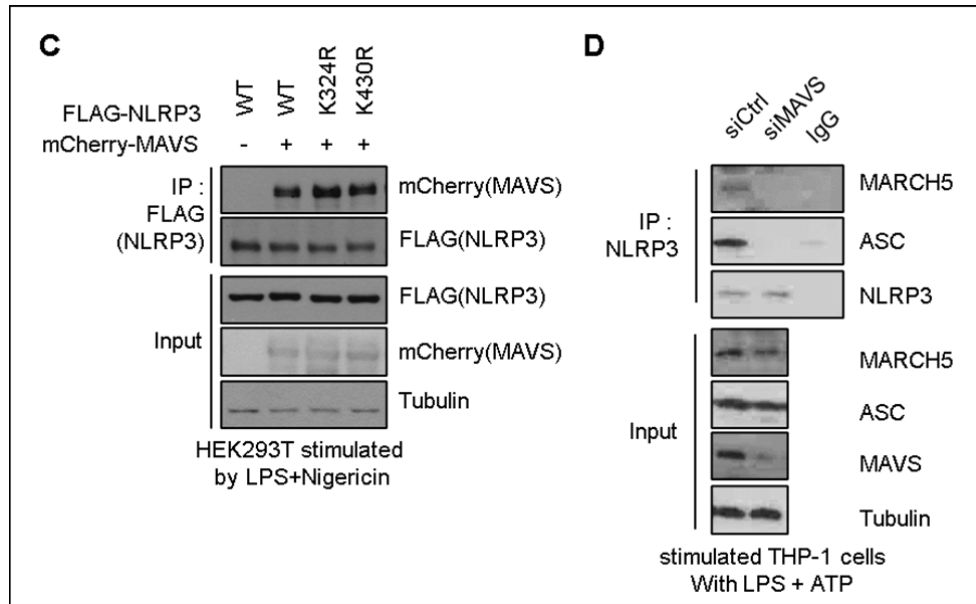 C
WT
WT
K324R
K430R
FLAG-NLRP3
mCherry-MAVS - + + +
IP :
FLAG
(NLRP3)
mCherry(MAVS)
FLAG(NLRP3)
Input
FLAG(NLRP3)
mCherry(MAVS)
Tubulin
HEK293T stimulated
by LPS+Nigericin
D
siCtrl
siMAVS
IgG
IP :
NLRP3
MARCH5
ASC
NLRP3
Input
MARCH5
ASC
MAVS
Tubulin
stimulated THP-1 cells
With LPS + ATP